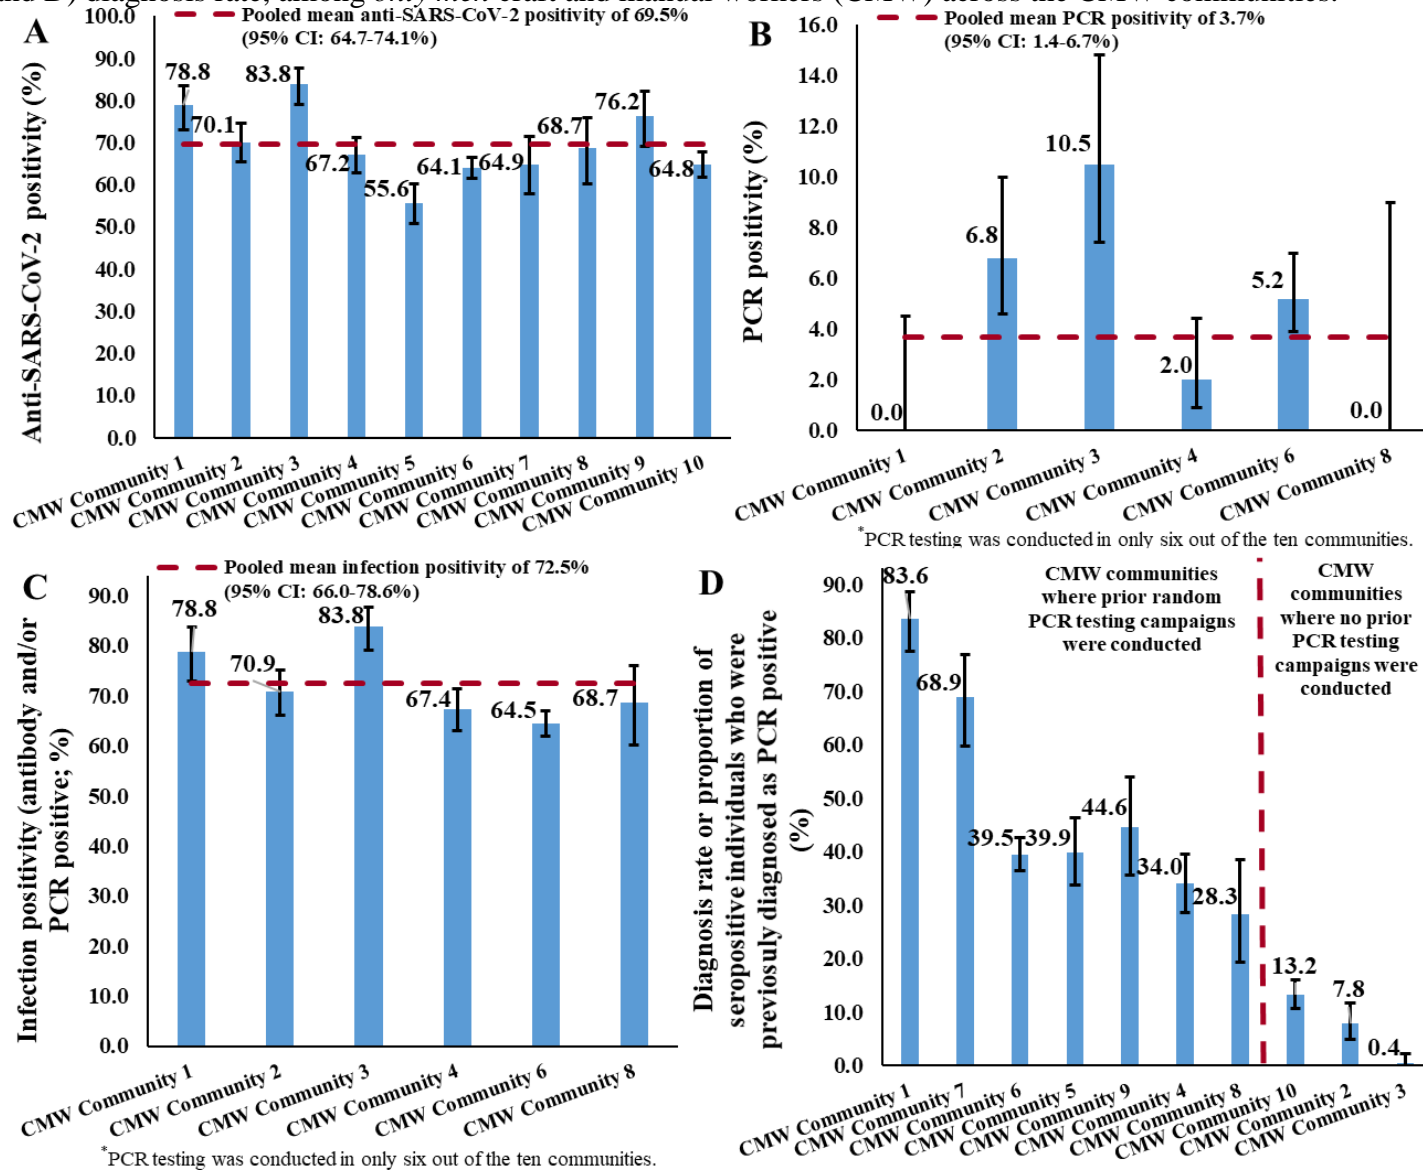 and D) diagnosis rate, among only men craft and manual workers (CMW) across the CMW communities.
A
Pooled mean anti-SARS-CoV-2 positivity of 69.5%
(95% CI: 64.7-74.1%)
Anti-SARS-CoV-2 positivity (%)
100.0
90.0
80.0
70.0
60.0
50.0
40.0
30.0
20.0
10.0
0.0
78.8
70.1
83.8
67.2
55.6
64.1
64.9
68.7
76.2
64.8
CMW Community 1
CMW Community 2
CMW Community 3
CMW Community 4
CMW Community 5
CMW Community 6
CMW Community 7
CMW Community 8
CMW Community 9
CMW Community 10
B
Pooled mean PCR positivity of 3.7%
(95% CI: 1.4-6.7%)
PCR positivity (%)
16.0
14.0
12.0
10.0
8.0
6.0
4.0
2.0
0.0
0.0
6.8
10.5
2.0
5.2
0.0
CMW Community 1
CMW Community 2
CMW Community 3
CMW Community 4
CMW Community 6
CMW Community 8
*PCR testing was conducted in only six out of the ten communities.
C
Pooled mean infection positivity of 72.5%
(95% CI: 66.0-78.6%)
Infection positivity (antibody and/or
PCR positive; %)
90.0
80.0
70.0
60.0
50.0
40.0
30.0
20.0
10.0
0.0
78.8
70.9
83.8
67.4
64.5
68.7
CMW Community 1
CMW Community 2
CMW Community 3
CMW Community 4
CMW Community 6
CMW Community 8
*PCR testing was conducted in only six out of the ten communities.
D
CMW communities
where prior random
PCR testing campaigns
were conducted
CMW
communities
where no prior
PCR testing
campaigns were
conducted
Diagnosis rate or proportion of
seropositive individuals who were
previosuly diagnosed as PCR positive
(%)
90.0
80.0
70.0
60.0
50.0
40.0
30.0
20.0
10.0
0.0
83.6
68.9
39.5
39.9
44.6
34.0
28.3
13.2
7.8
0.4
CMW Community 1
CMW Community 7
CMW Community 6
CMW Community 5
CMW Community 9
CMW Community 4
CMW Community 8
CMW Community 10
CMW Community 2
CMW Community 3